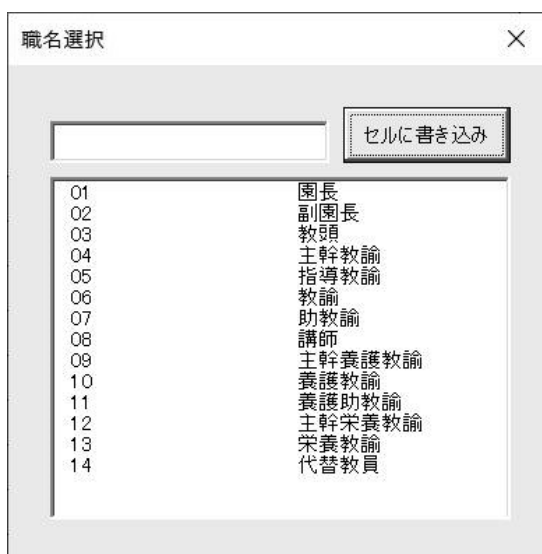 職名選択
セルに書き込み
01 園長
02 副園長
03 教頭
04 主幹教諭
05 指導教諭
06 教諭
07 助教諭
08 講師
09 主幹養護教諭
10 養護教諭
11 養護助教諭
12 主幹栄養教諭
13 栄養教諭
14 代替教員